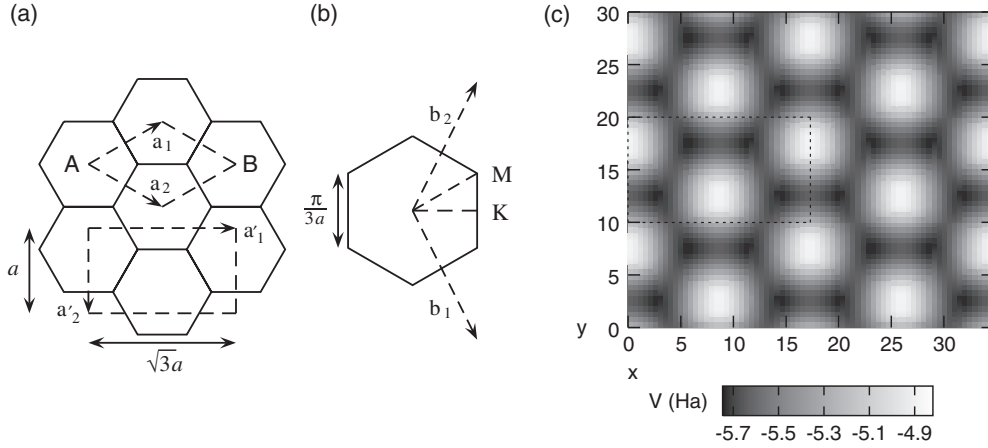 (a)
A
B
a₁
a₂
a'₁
a'₂
a
√3a
(b)
b₂
M
K
b₁
π
3a
(c)
30
25
20
15
10
5
0
y
0 5 10 15 20 25 30
x
V (Ha)
-5.7 -5.5 -5.3 -5.1 -4.9